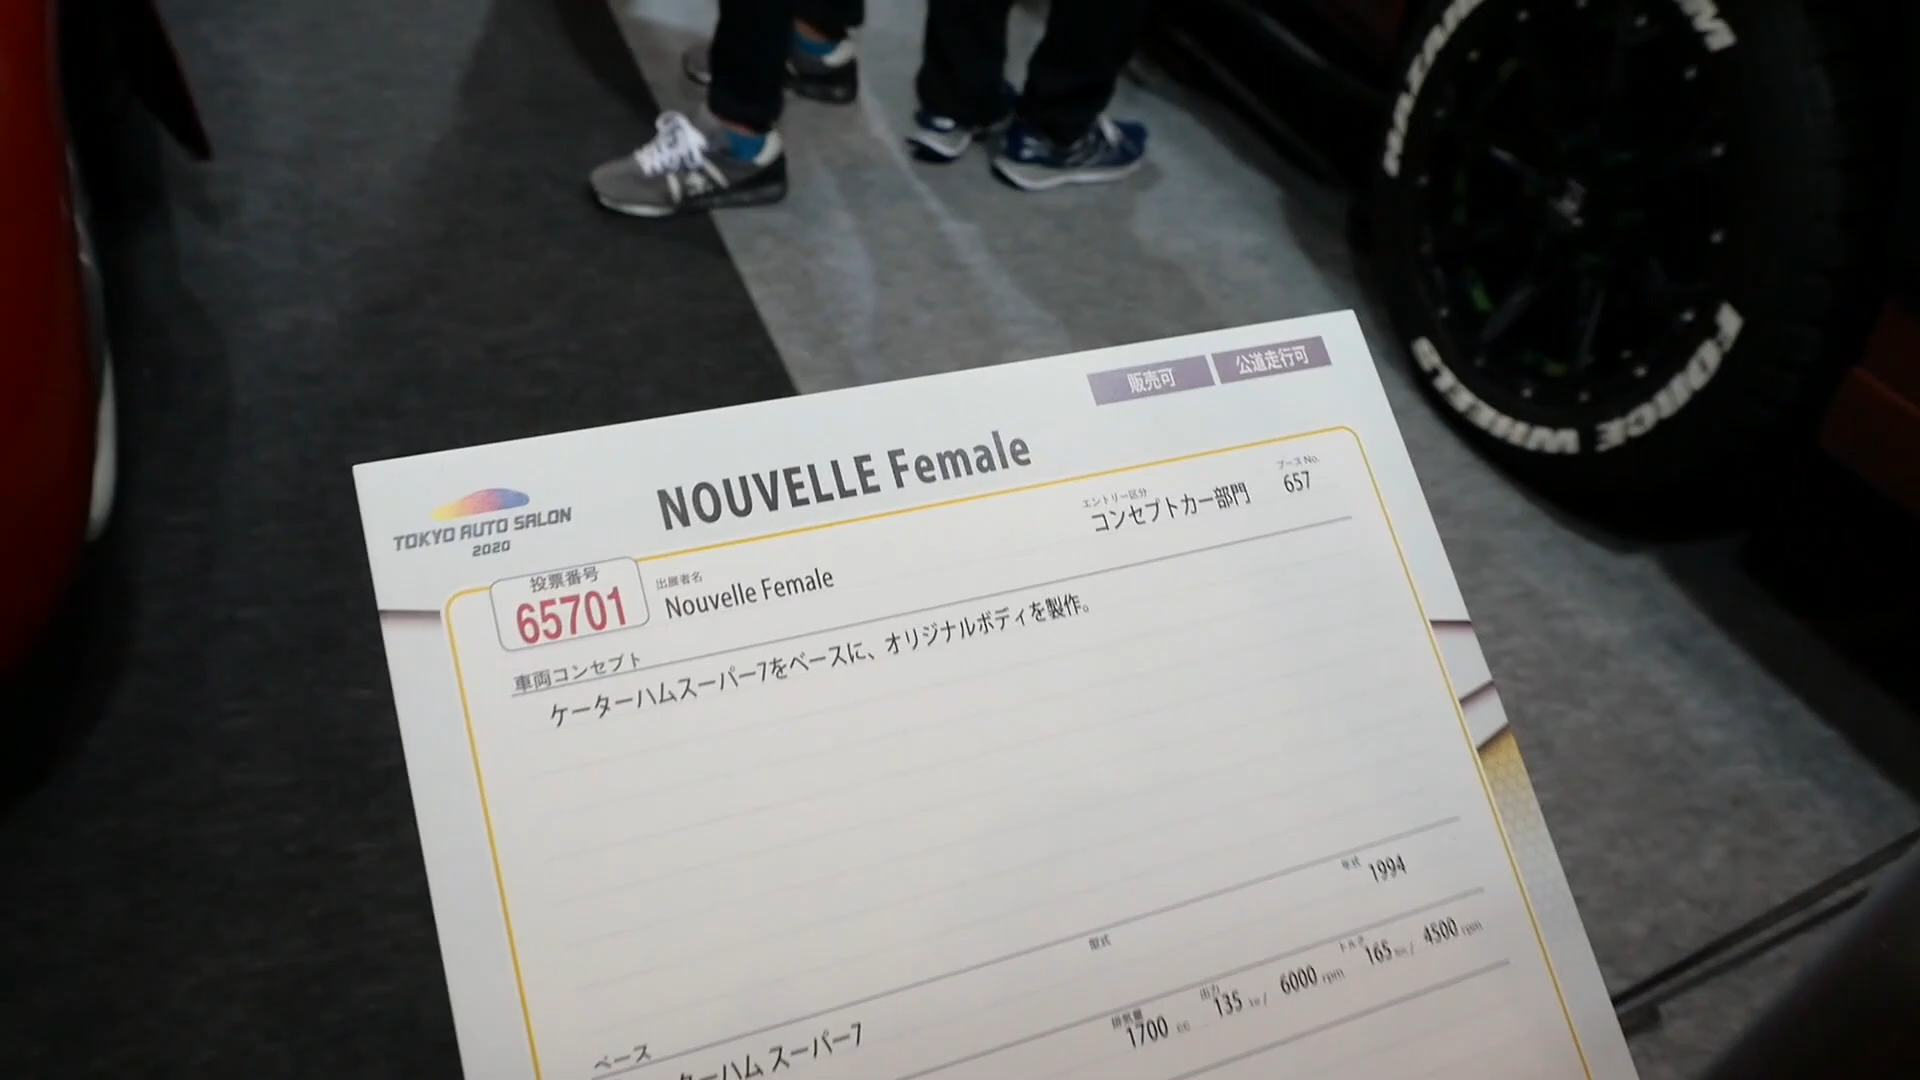 販売可 公道走行可
NOUVELLE Female
TOKYO AUTO SALON
2020
エントリー区分
コンセプトカー部門
ブースNo.
657
投票番号
65701
出展者名
Nouvelle Female
車両コンセプト
ケーターハムスーパー7をベースに、オリジナルボディを製作。
年式 1994
型式
ベース
ーハム スーパー7
排気量
1700 cc
出力
135 / 6000 rpm
トルク
165 / 4500 rpm
FORCE WHEELS